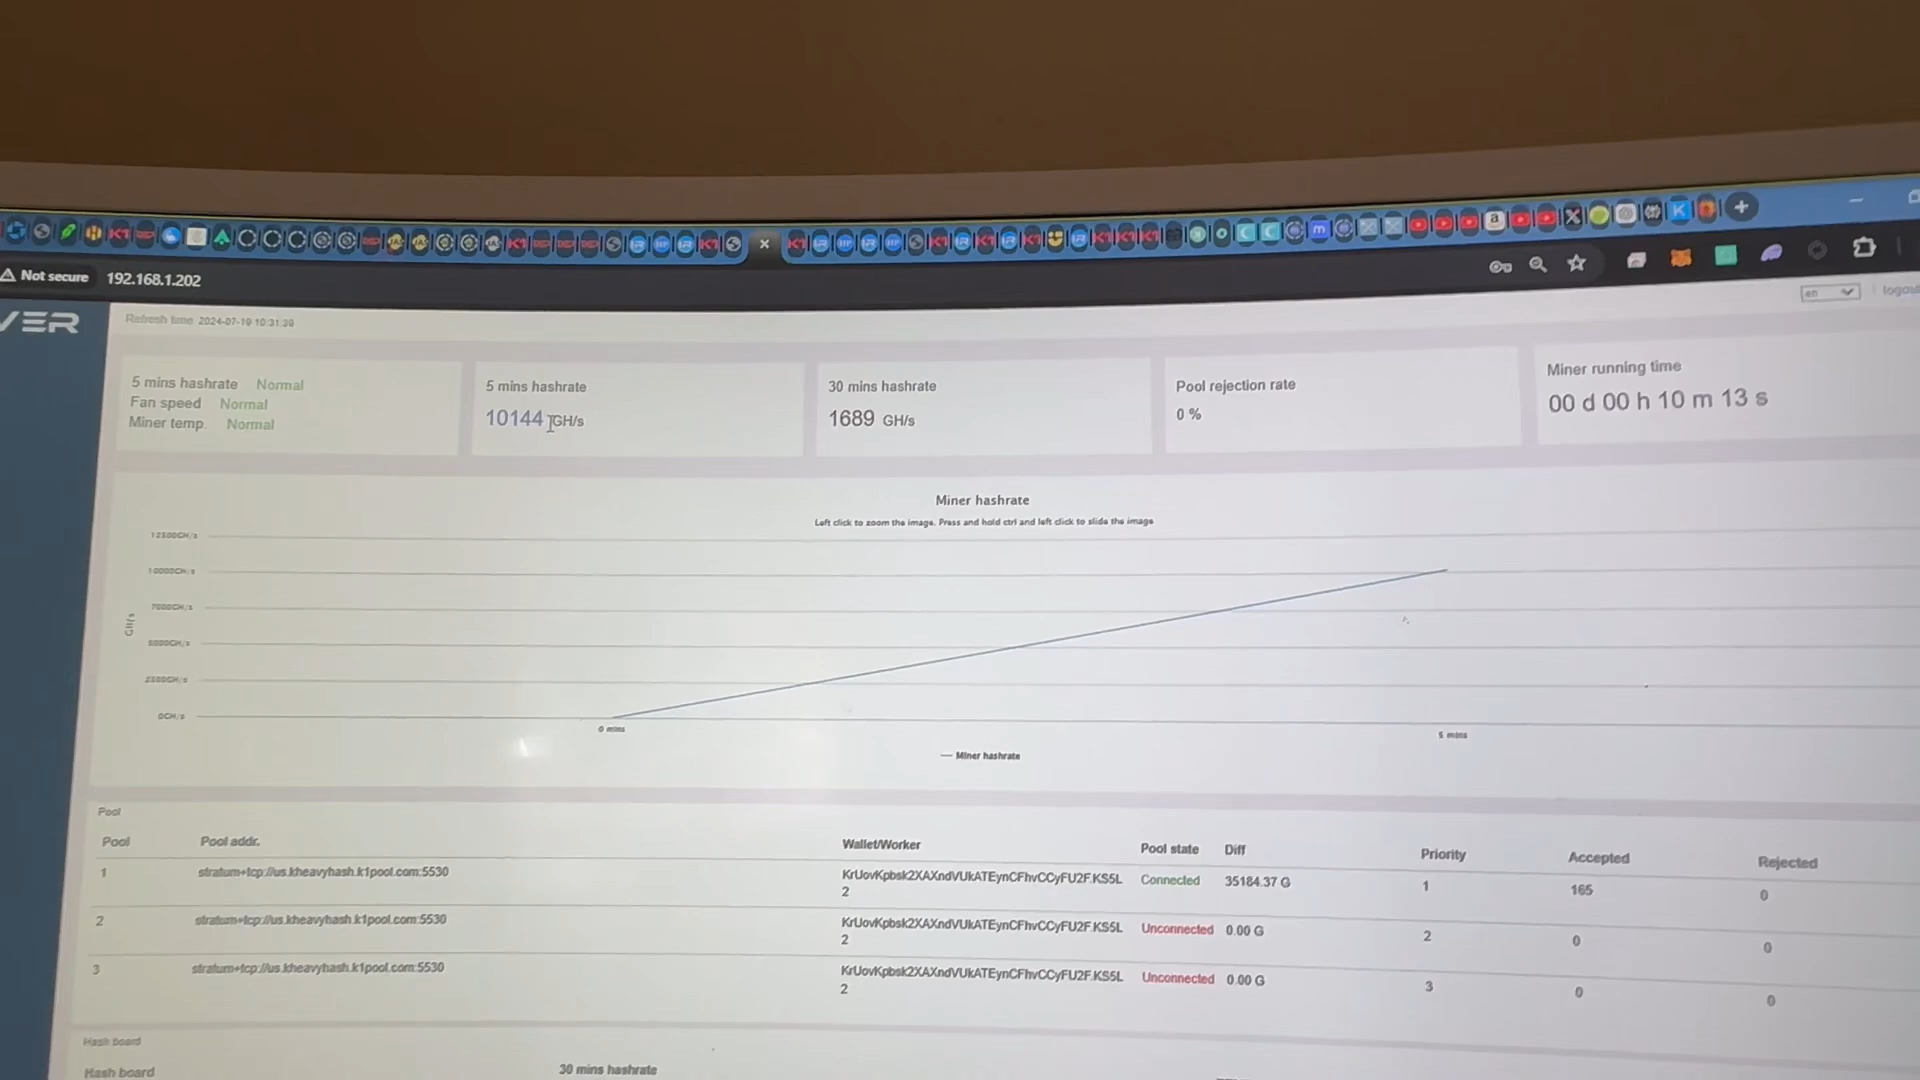 Not secure 192.168.1.202
VER
Refresh time 2024-07-19 10:31:39
en
logout
5 mins hashrate Normal
Fan speed Normal
Miner temp. Normal
5 mins hashrate
10144 GH/s
30 mins hashrate
1689 GH/s
Pool rejection rate
0 %
Miner running time
00 d 00 h 10 m 13 s
Miner hashrate
Left click to zoom the image. Press and hold ctrl and left click to slide the image
12500GH/s
10000GH/s
7500GH/s
5000GH/s
2500GH/s
0GH/s
GH/s
0 mins
5 mins
Miner hashrate
Pool
Pool Pool addr. Wallet/Worker Pool state Diff Priority Accepted Rejected
1 stratum+tcp://us.kheavyhash.k1pool.com:5530 KrUovKpbsk2XAXndVUkATEynCFhvCCyFU2F.KS5L Connected 35184.37 G 1 165 0
2
2 stratum+tcp://us.kheavyhash.k1pool.com:5530 KrUovKpbsk2XAXndVUkATEynCFhvCCyFU2F.KS5L Unconnected 0.00 G 2 0 0
2
3 stratum+tcp://us.kheavyhash.k1pool.com:5530 KrUovKpbsk2XAXndVUkATEynCFhvCCyFU2F.KS5L Unconnected 0.00 G 3 0 0
2
Hash board
Hash board 30 mins hashrate